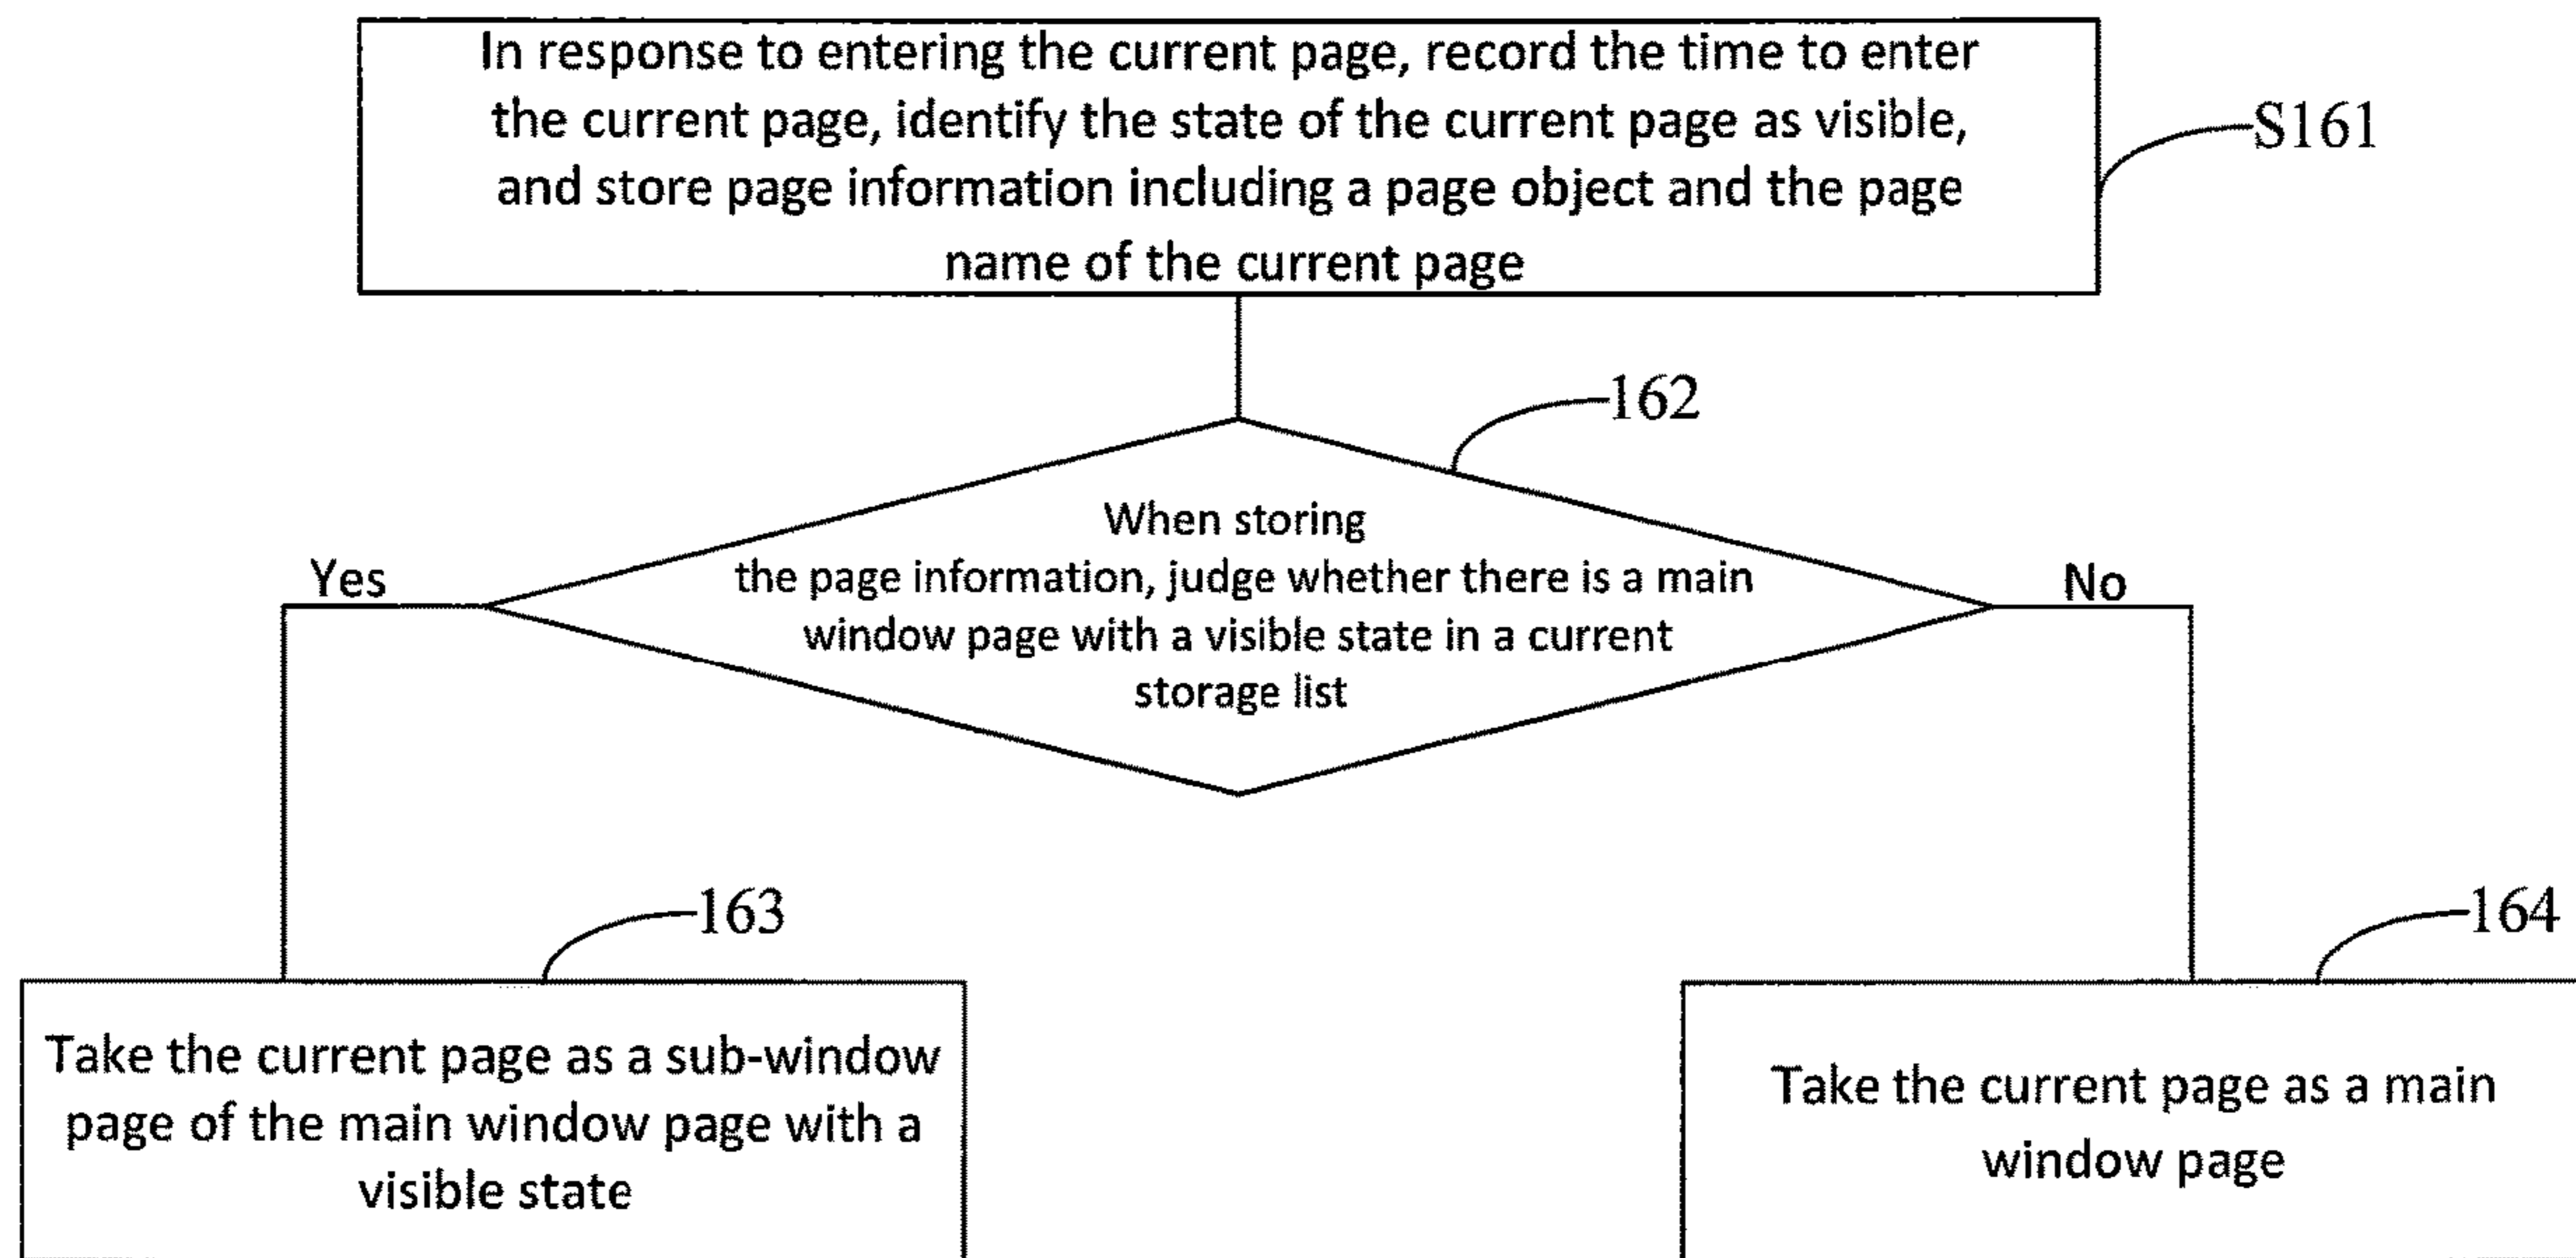 In response to entering the current page, record the time to enter
the current page, identify the state of the current page as visible,
and store page information including a page object and the page
name of the current page
S161
162
When storing
the page information, judge whether there is a main
window page with a visible state in a current
storage list
Yes
No
163
164
Take the current page as a sub-window
page of the main window page with a
visible state
Take the current page as a main
window page